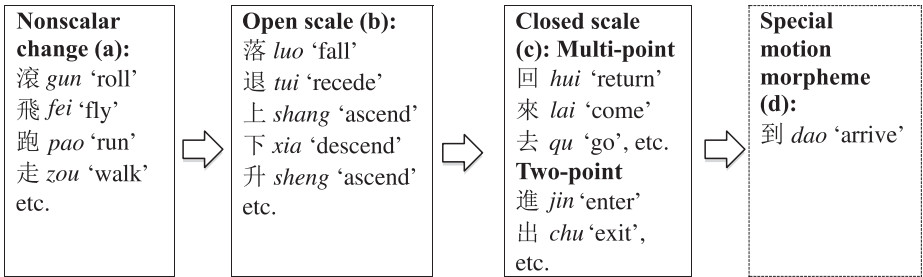 Nonscalar
change (a):
滾 gun ‘roll’
飛 fei ‘fly’
跑 pao ‘run’
走 zou ‘walk’
etc.
Open scale (b):
落 luo ‘fall’
退 tui ‘recede’
上 shang ‘ascend’
下 xia ‘descend’
升 sheng ‘ascend’
etc.
Closed scale
(c): Multi-point
回 hui ‘return’
來 lai ‘come’
去 qu ‘go’, etc.
Two-point
進 jin ‘enter’
出 chu ‘exit’,
etc.
Special
motion
morpheme
(d):
到 dao ‘arrive’